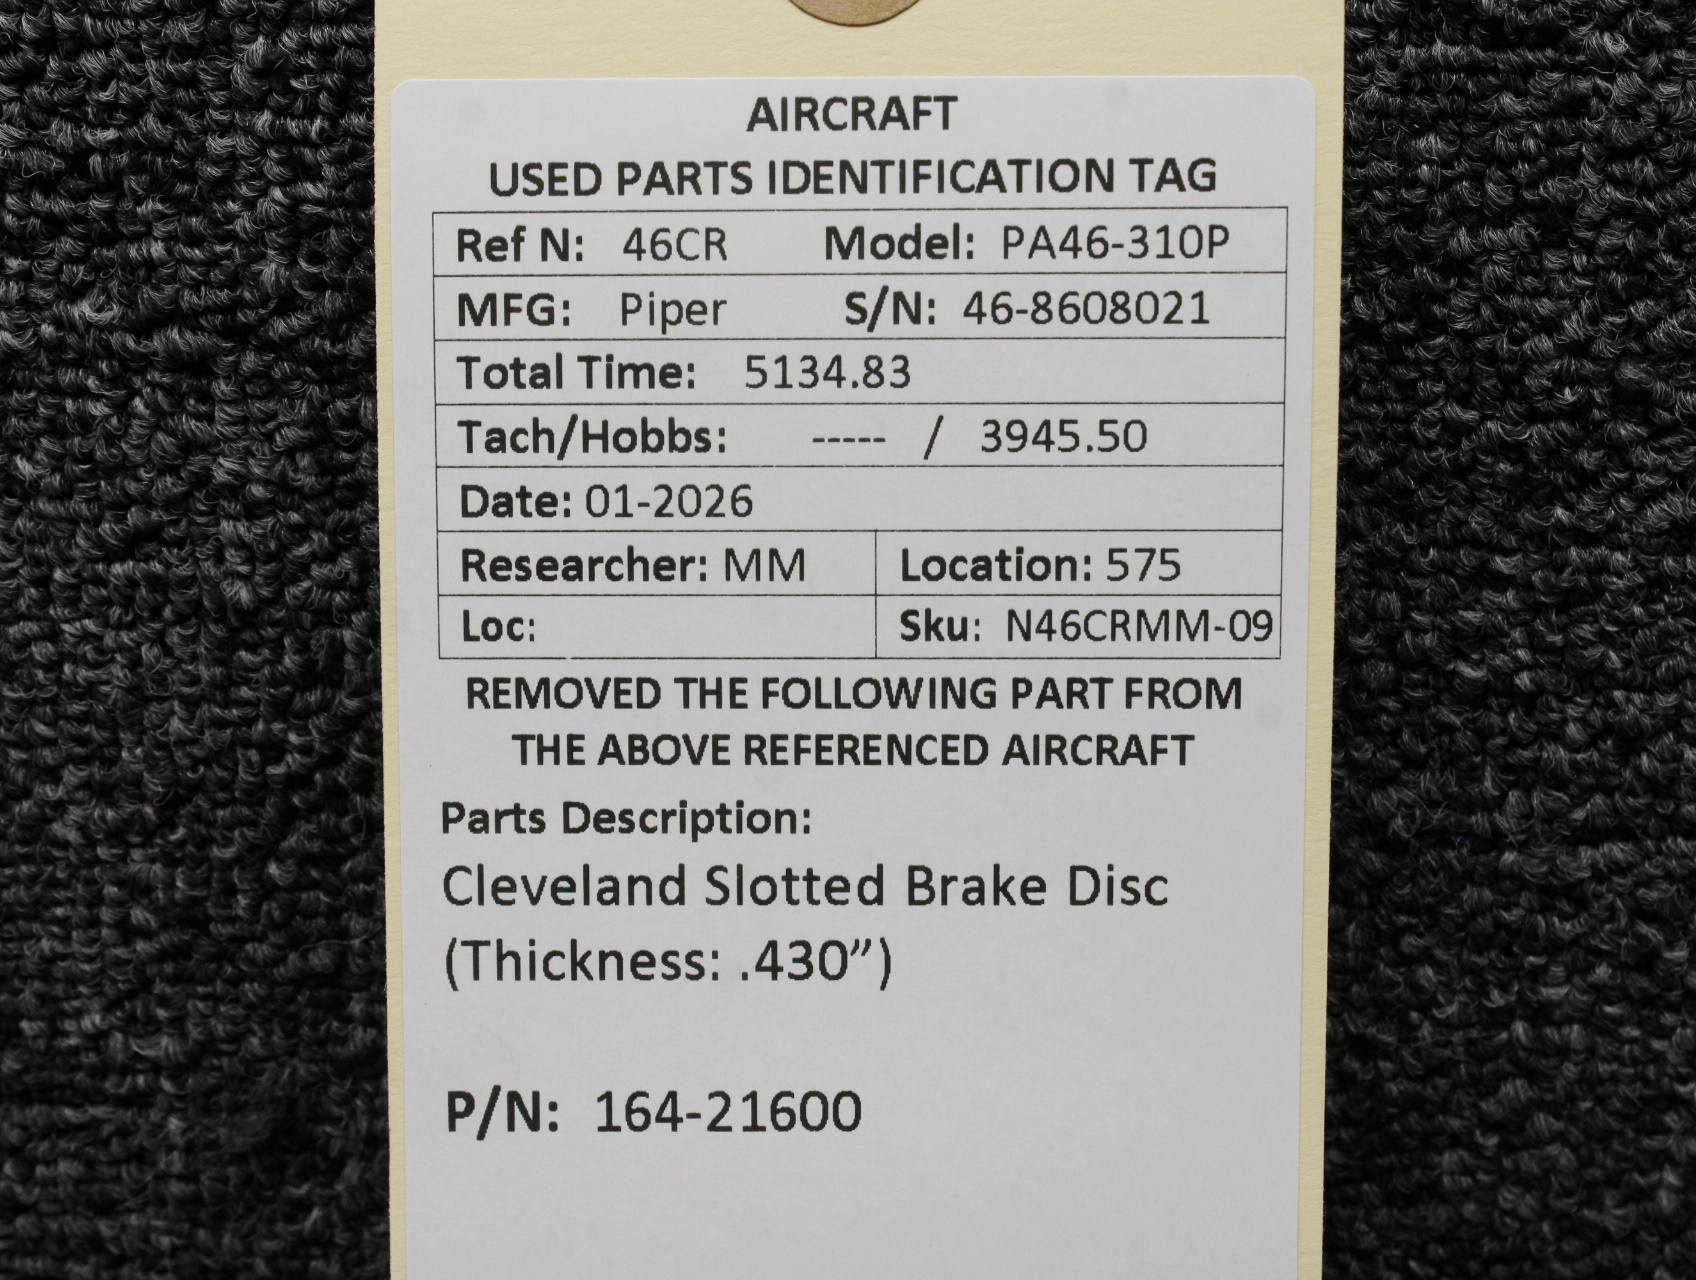 AIRCRAFT
USED PARTS IDENTIFICATION TAG
Ref N: 46CR Model: PA46-310P
MFG: Piper S/N: 46-8608021
Total Time: 5134.83
Tach/Hobbs: ----- / 3945.50
Date: 01-2026
Researcher: MM Location: 575
Loc: Sku: N46CRMM-09
REMOVED THE FOLLOWING PART FROM
THE ABOVE REFERENCED AIRCRAFT
Parts Description:
Cleveland Slotted Brake Disc
(Thickness: .430”)
P/N: 164-21600